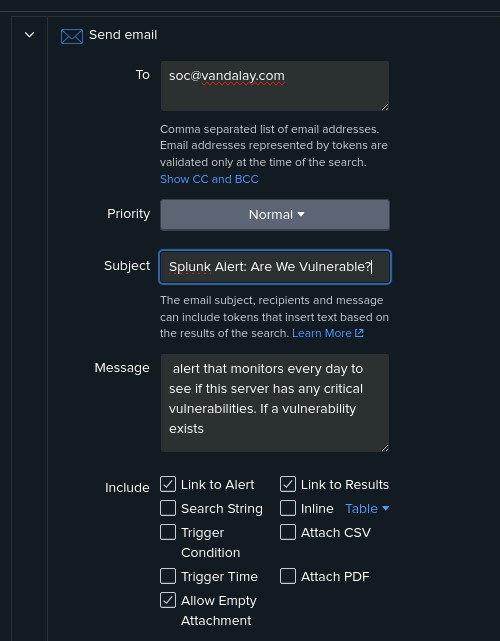 Send email
To
soc@vandalay.com
Comma separated list of email addresses.
Email addresses represented by tokens are
validated only at the time of the search.
Show CC and BCC
Priority
Normal
Subject
Splunk Alert: Are We Vulnerable?
The email subject, recipients and message
can include tokens that insert text based on
the results of the search. Learn More
Message
alert that monitors every day to
see if this server has any critical
vulnerabilities. If a vulnerability
exists
Include
Link to Alert
Link to Results
Search String
Inline Table
Trigger
Condition
Attach CSV
Trigger Time
Attach PDF
Allow Empty
Attachment